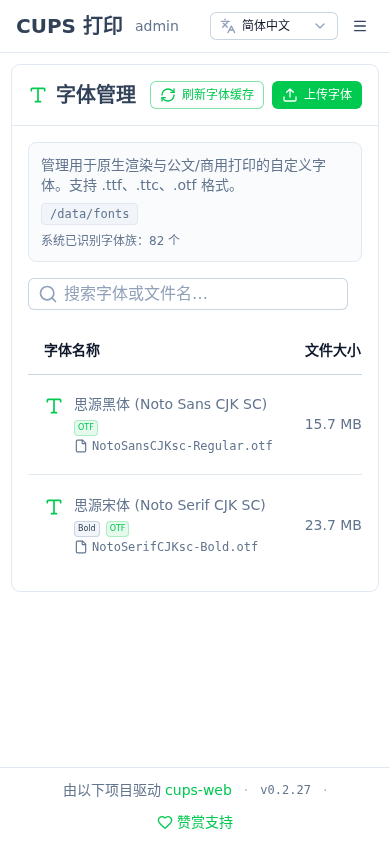 CUPS 打印 admin 简体中文
字体管理 刷新字体缓存 上传字体
管理用于原生渲染与公文/商用打印的自定义字
体。支持 .ttf、.ttc、.otf 格式。
/data/fonts
系统已识别字体族：82 个
搜索字体或文件名...
字体名称 文件大小
思源黑体 (Noto Sans CJK SC)
OTF
15.7 MB
NotoSansCJKsc-Regular.otf
思源宋体 (Noto Serif CJK SC)
Bold OTF
23.7 MB
NotoSerifCJKsc-Bold.otf
由以下项目驱动 cups-web · v0.2.27 ·
赞赏支持